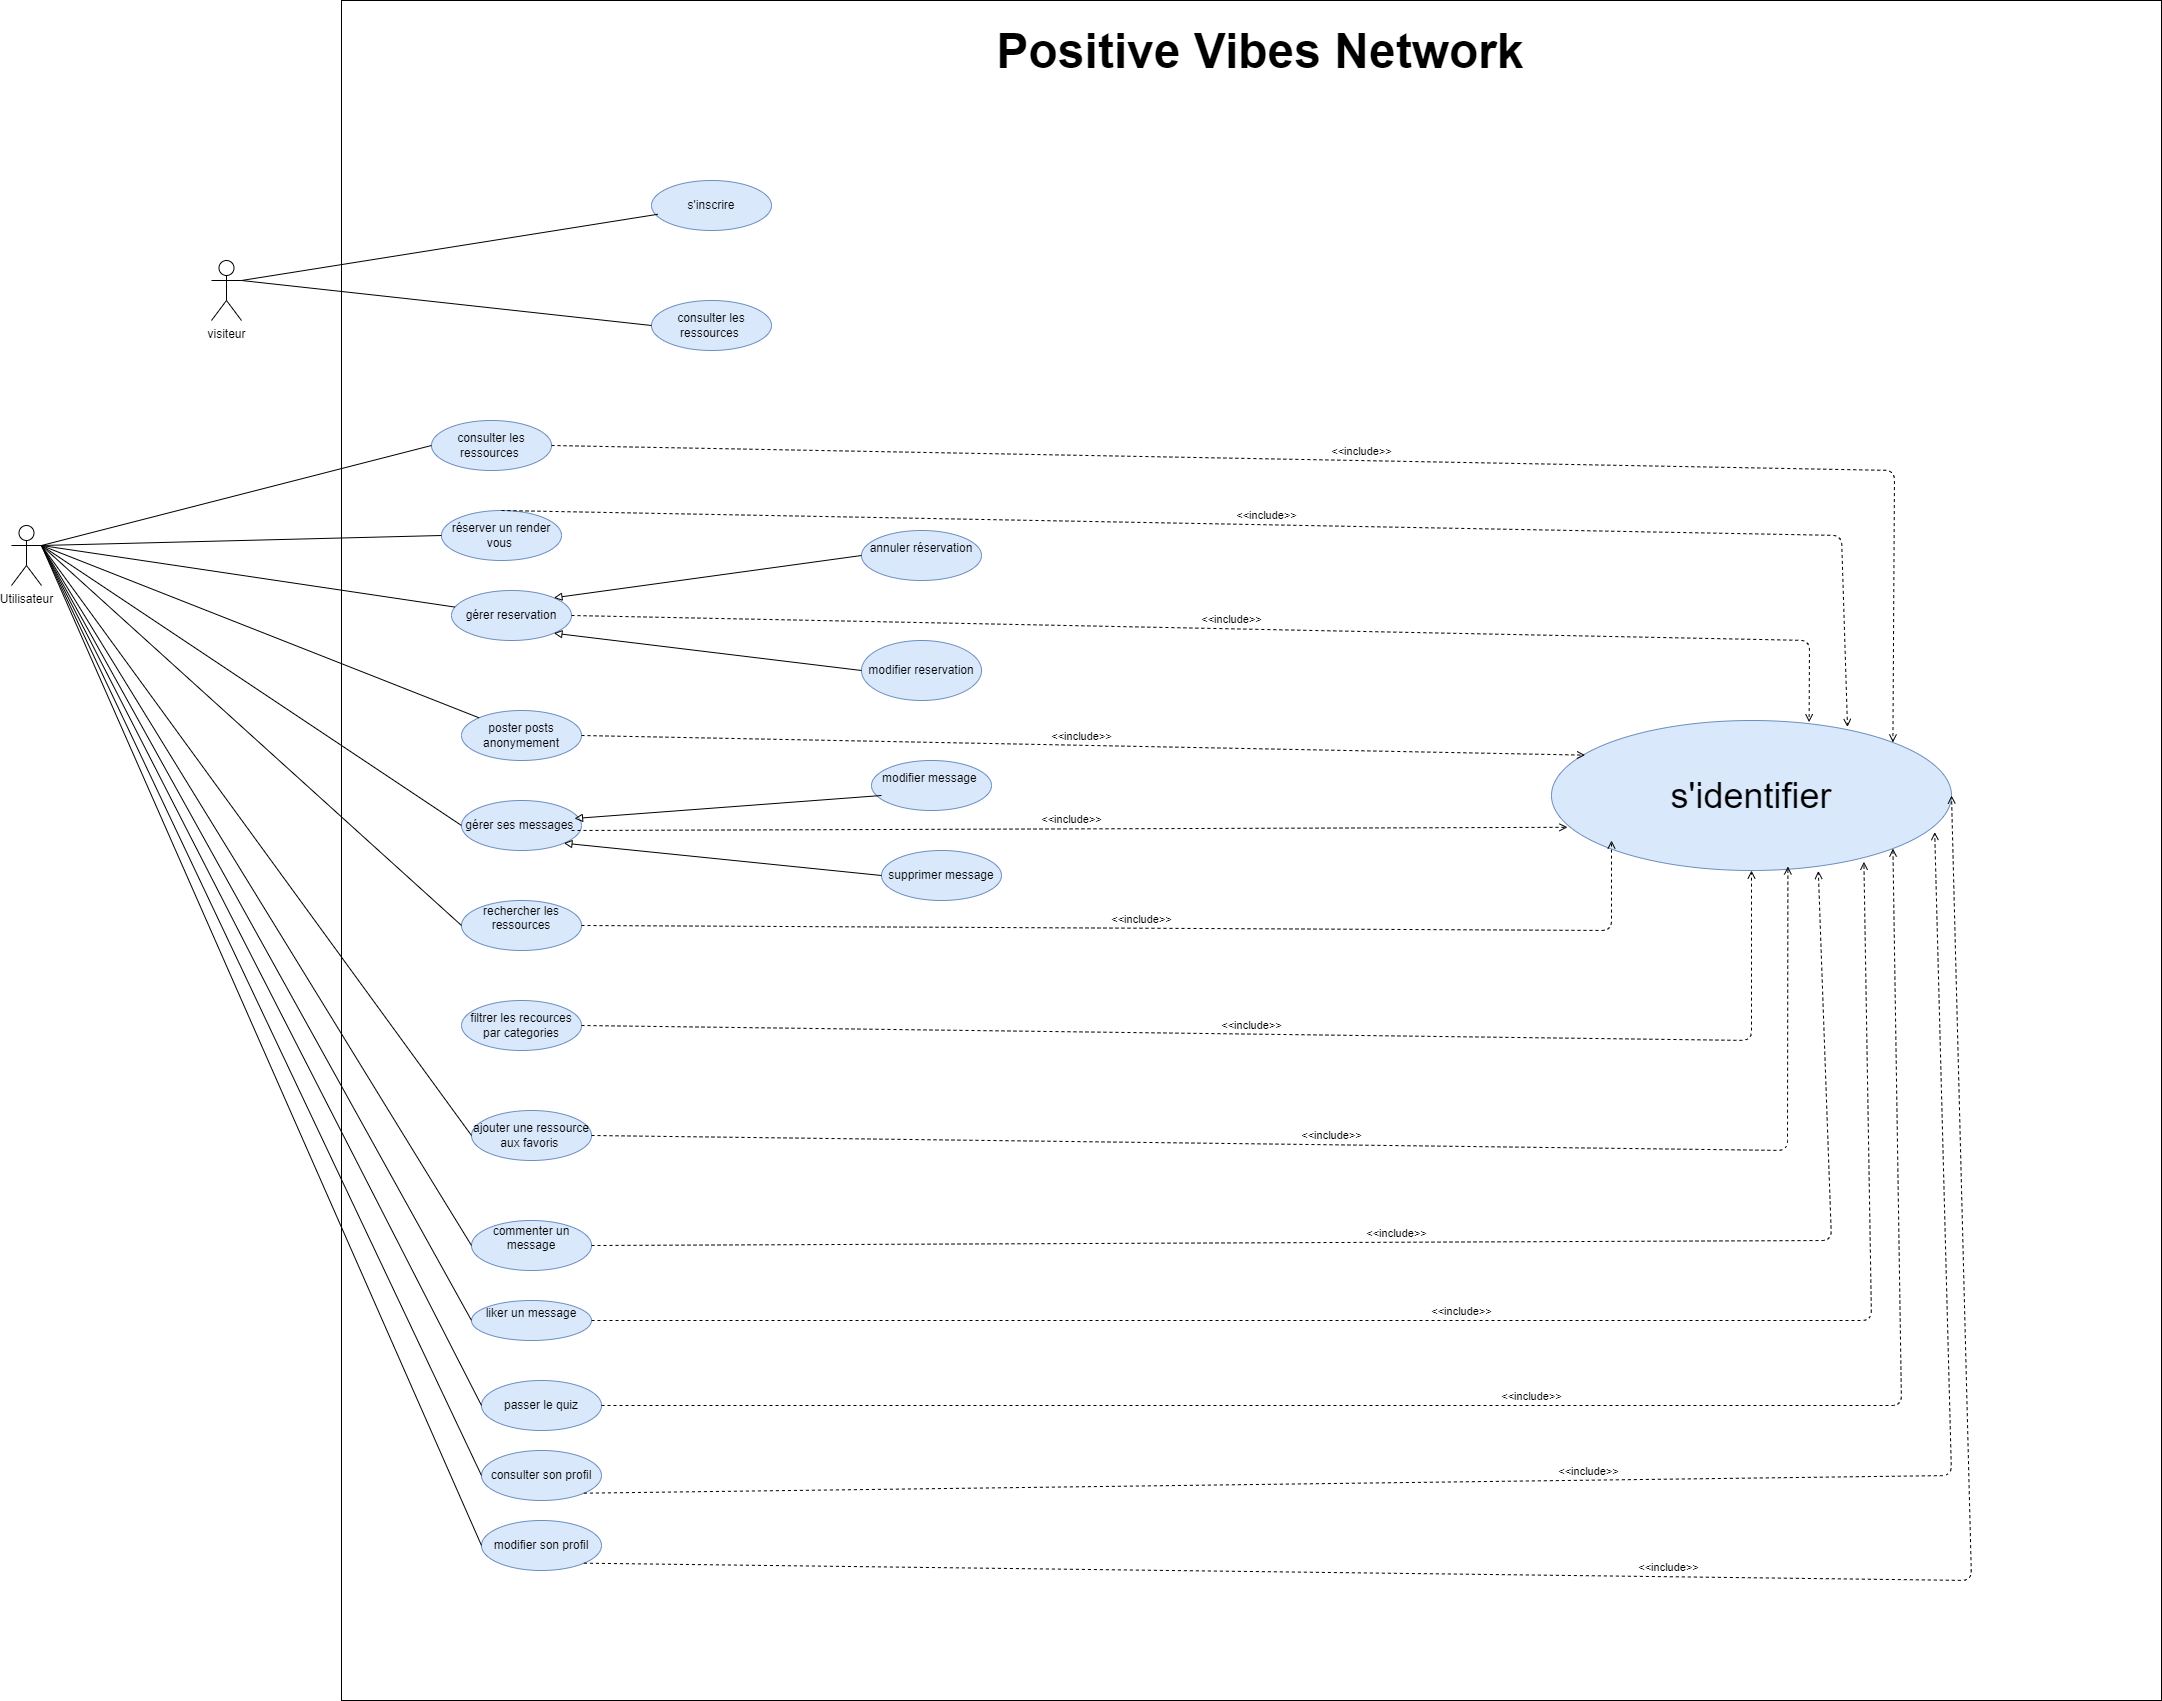 Positive Vibes Network
s'inscrire
visiteur
consulter les
ressources
consulter les
ressources
<<include>>
réserver un render
vous
<<include>>
Utilisateur
annuler réservation
gérer reservation
<<include>>
modifier reservation
poster posts
anonymement
<<include>>
modifier message
s'identifier
gérer ses messages
<<include>>
supprimer message
rechercher les
ressources
<<include>>
filtrer les recources
par categories
<<include>>
ajouter une ressource
aux favoris
<<include>>
commenter un
message
<<include>>
liker un message
<<include>>
passer le quiz
<<include>>
consulter son profil
<<include>>
modifier son profil
<<include>>